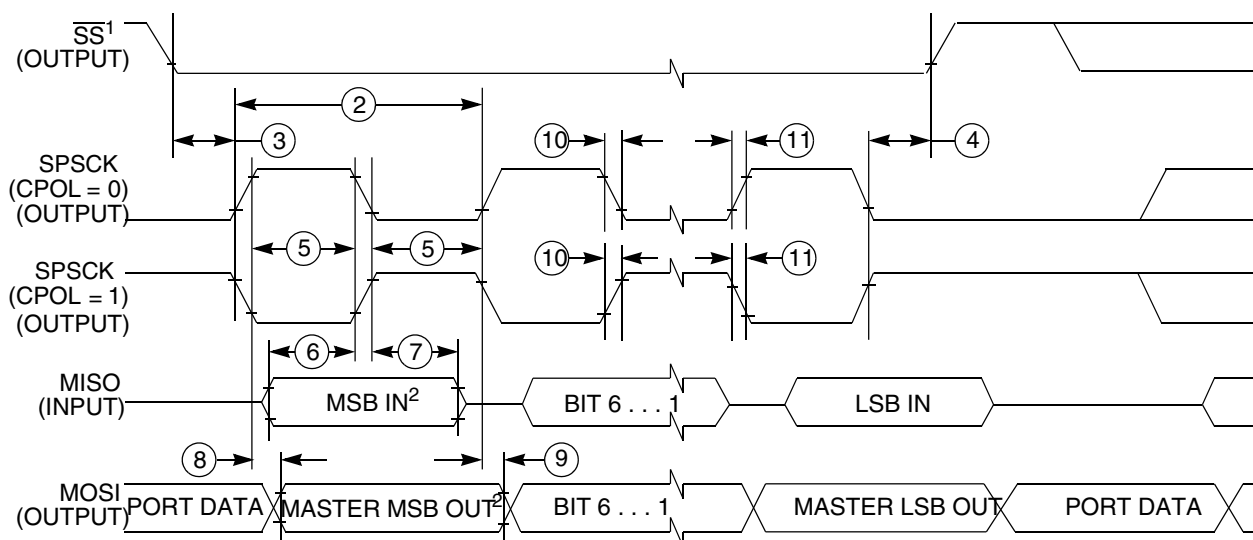 SS¹
(OUTPUT)
2
3
10
11
4
SPSCK
(CPOL = 0)
(OUTPUT)
5
5
10
11
SPSCK
(CPOL = 1)
(OUTPUT)
6
7
MISO
(INPUT)
MSB IN²
BIT 6 . . . 1
LSB IN
8
9
MOSI
(OUTPUT)
PORT DATA
MASTER MSB OUT²
BIT 6 . . . 1
MASTER LSB OUT
PORT DATA